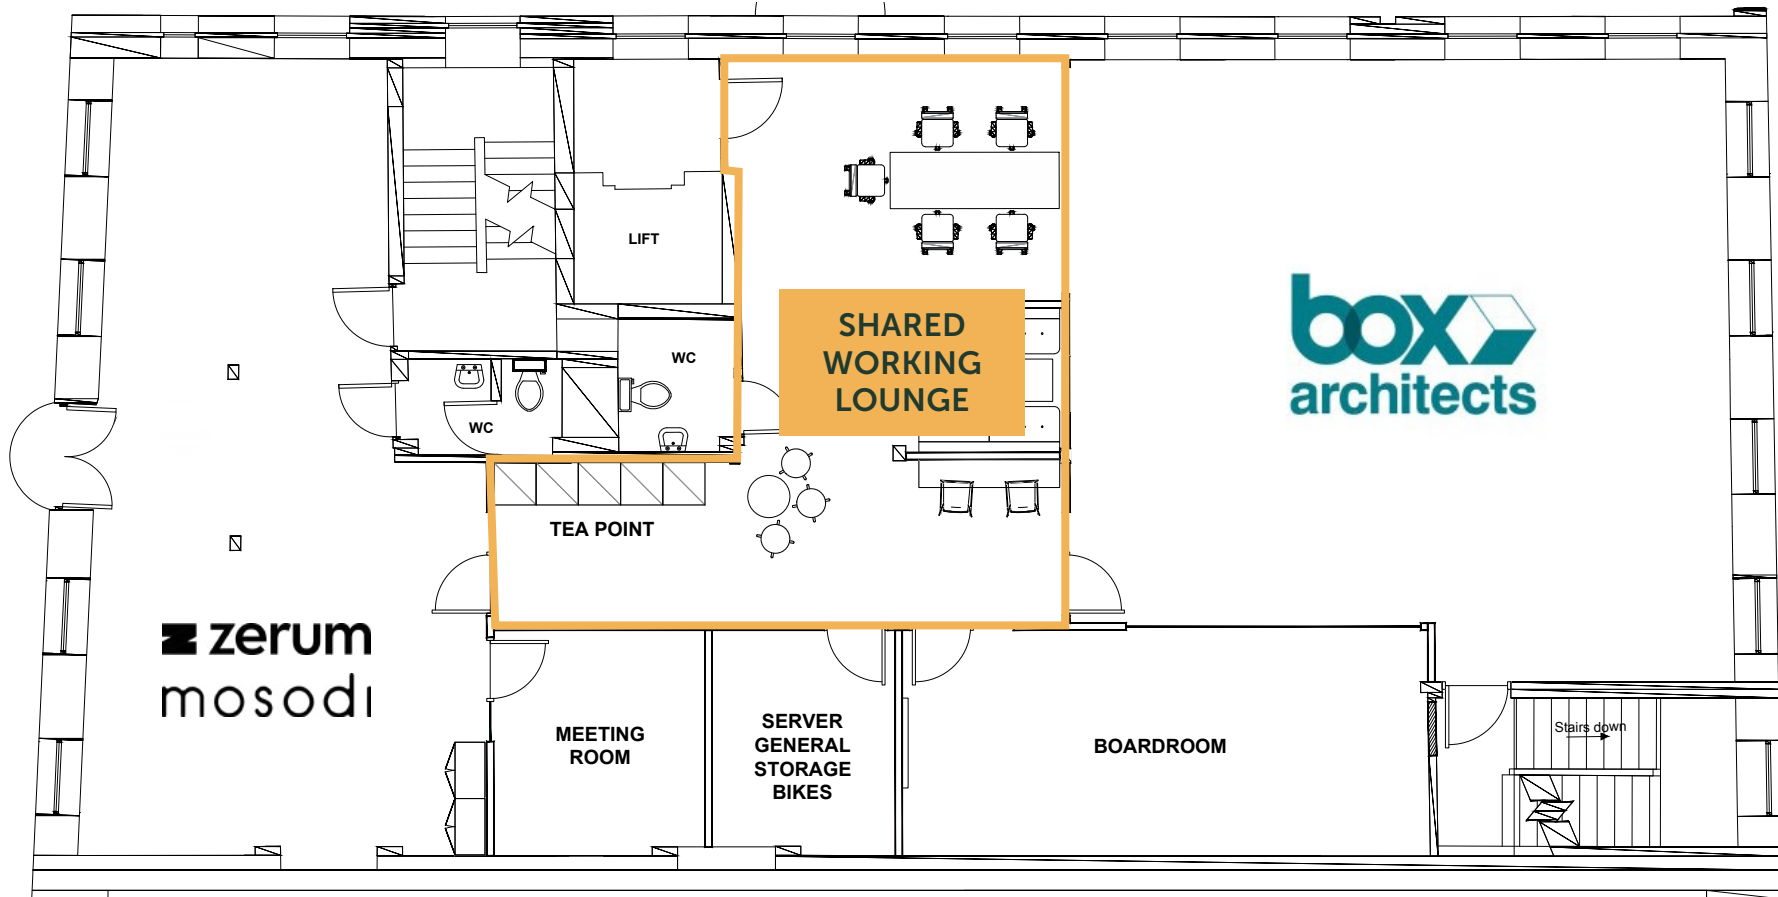 LIFT
WC
WC
SHARED
WORKING
LOUNGE
box
architects
TEA POINT
zerum
mosodi
MEETING
ROOM
SERVER
GENERAL
STORAGE
BIKES
BOARDROOM
Stairs down